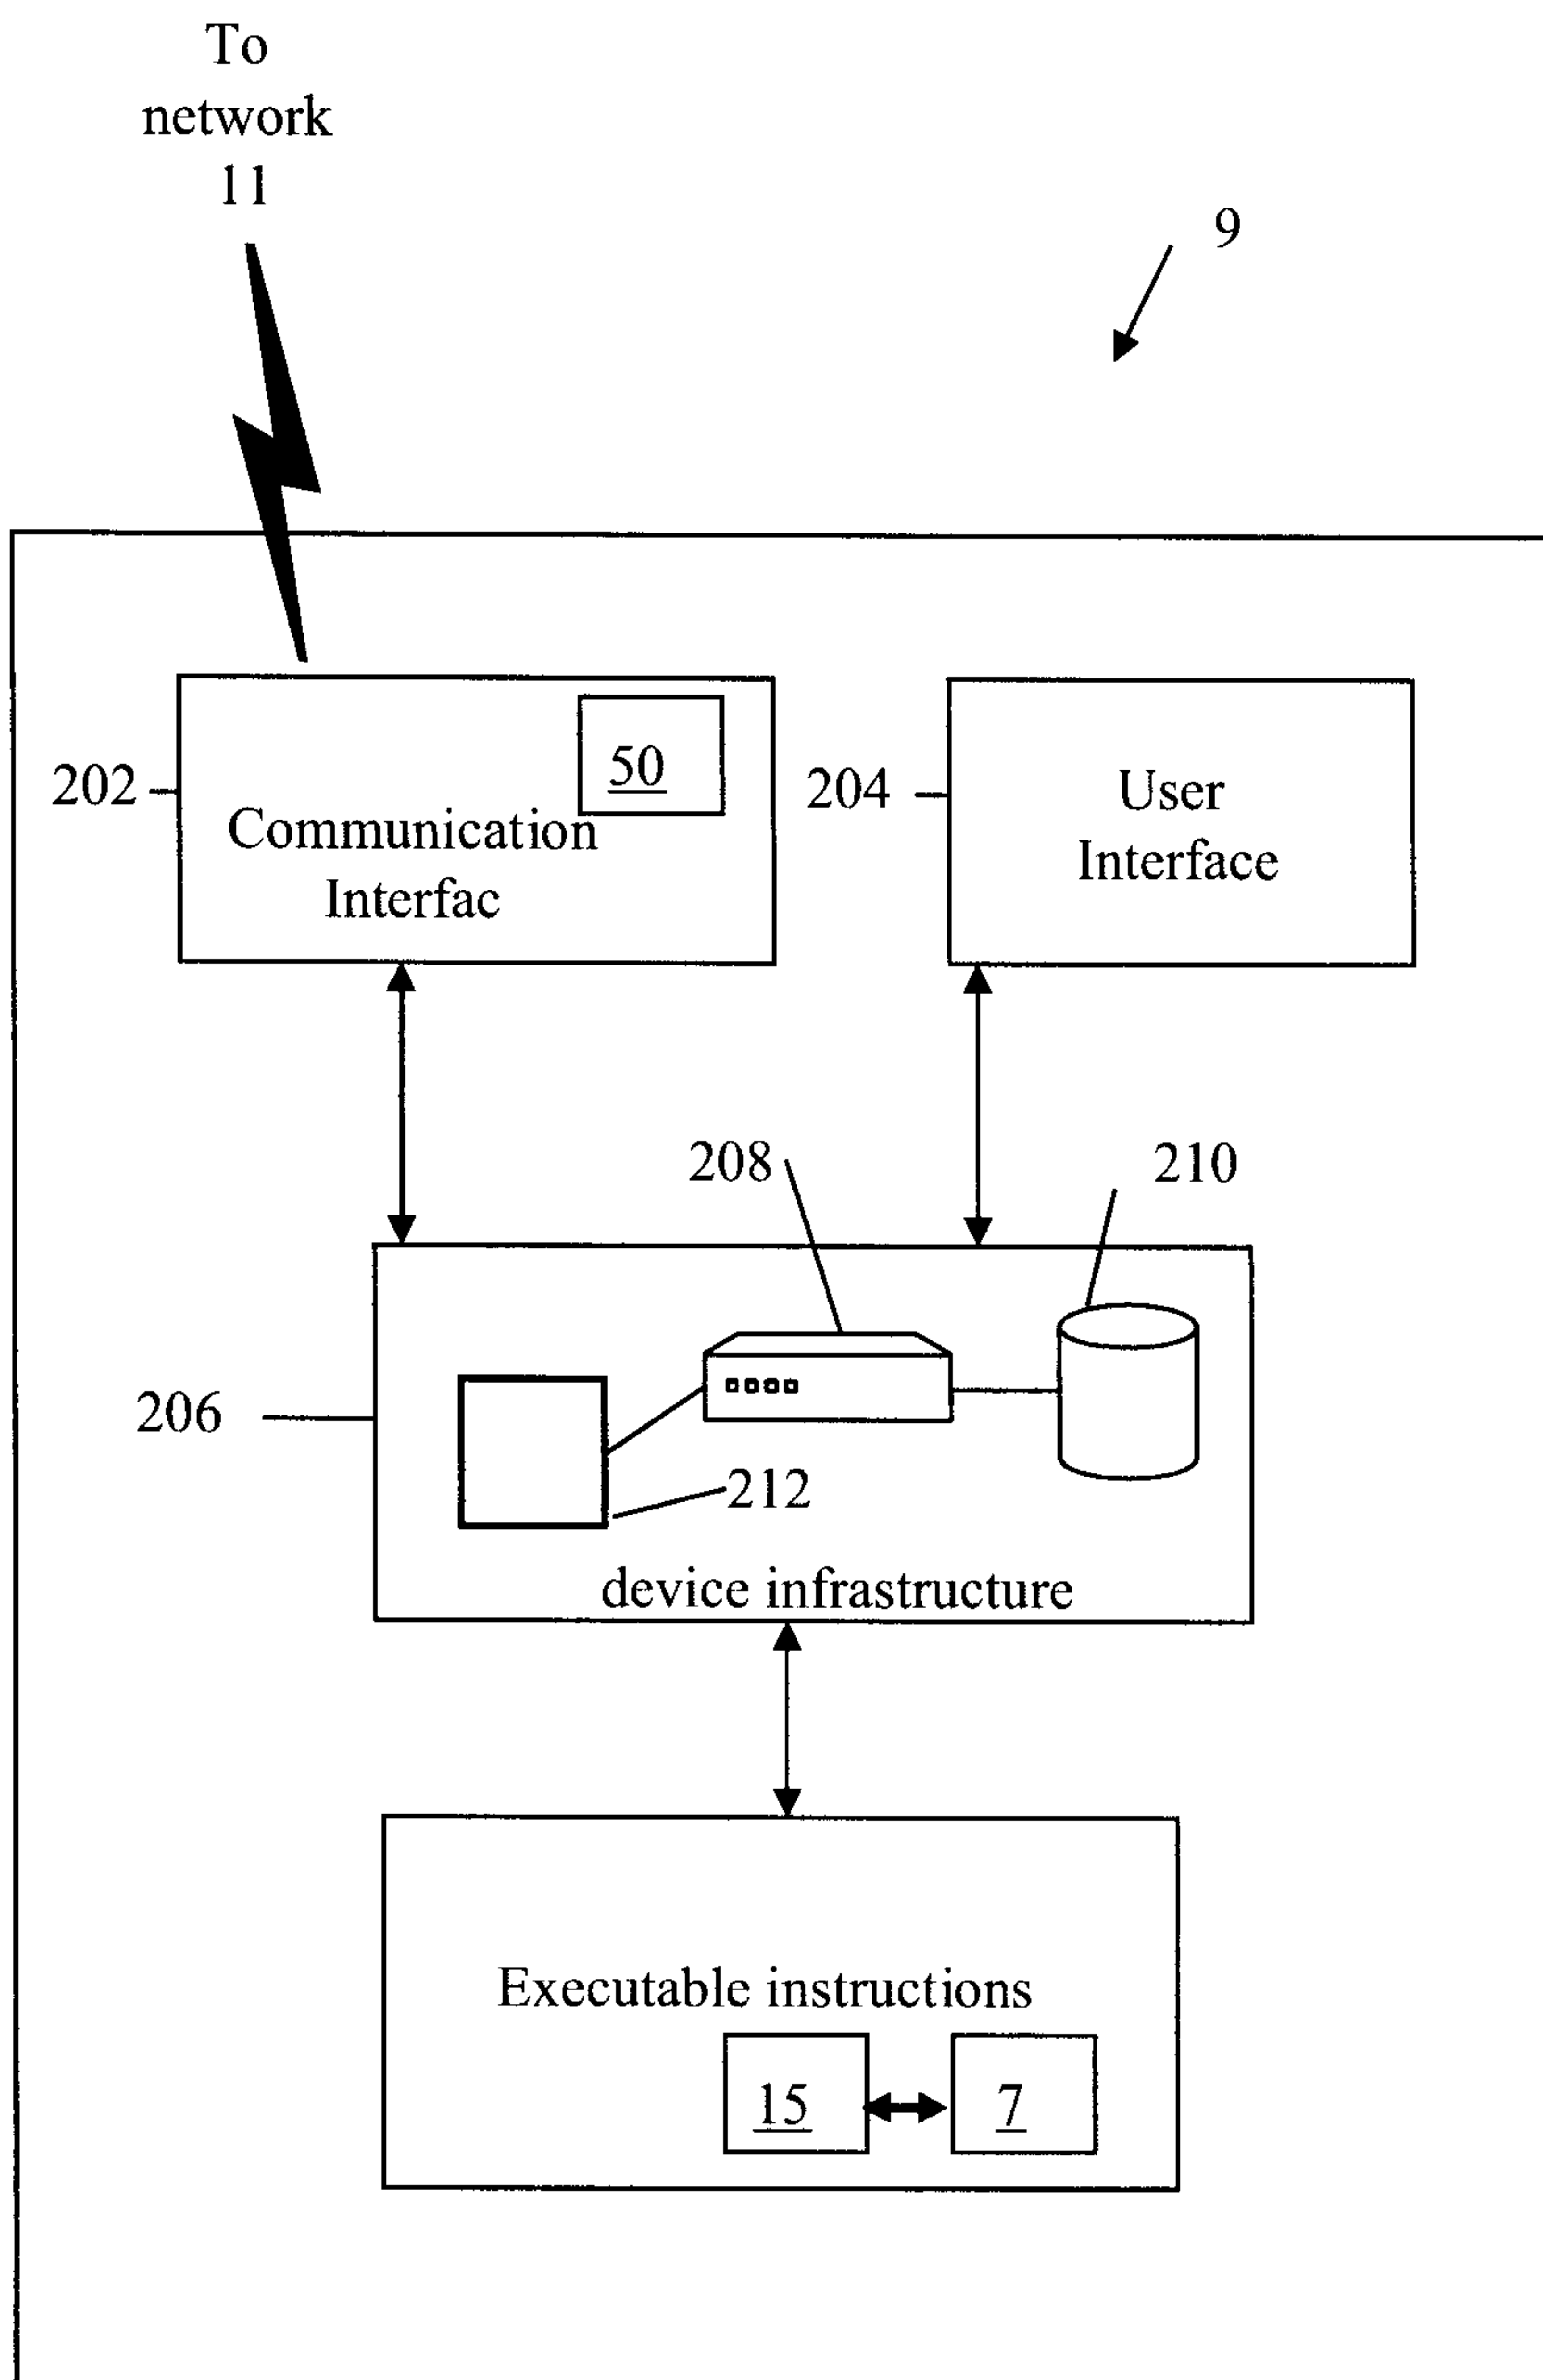 To
network
11
9
50
202
204
User
Communication
Interface
Interfac
208
210
206
212
device infrastructure
Executable instructions
15
7